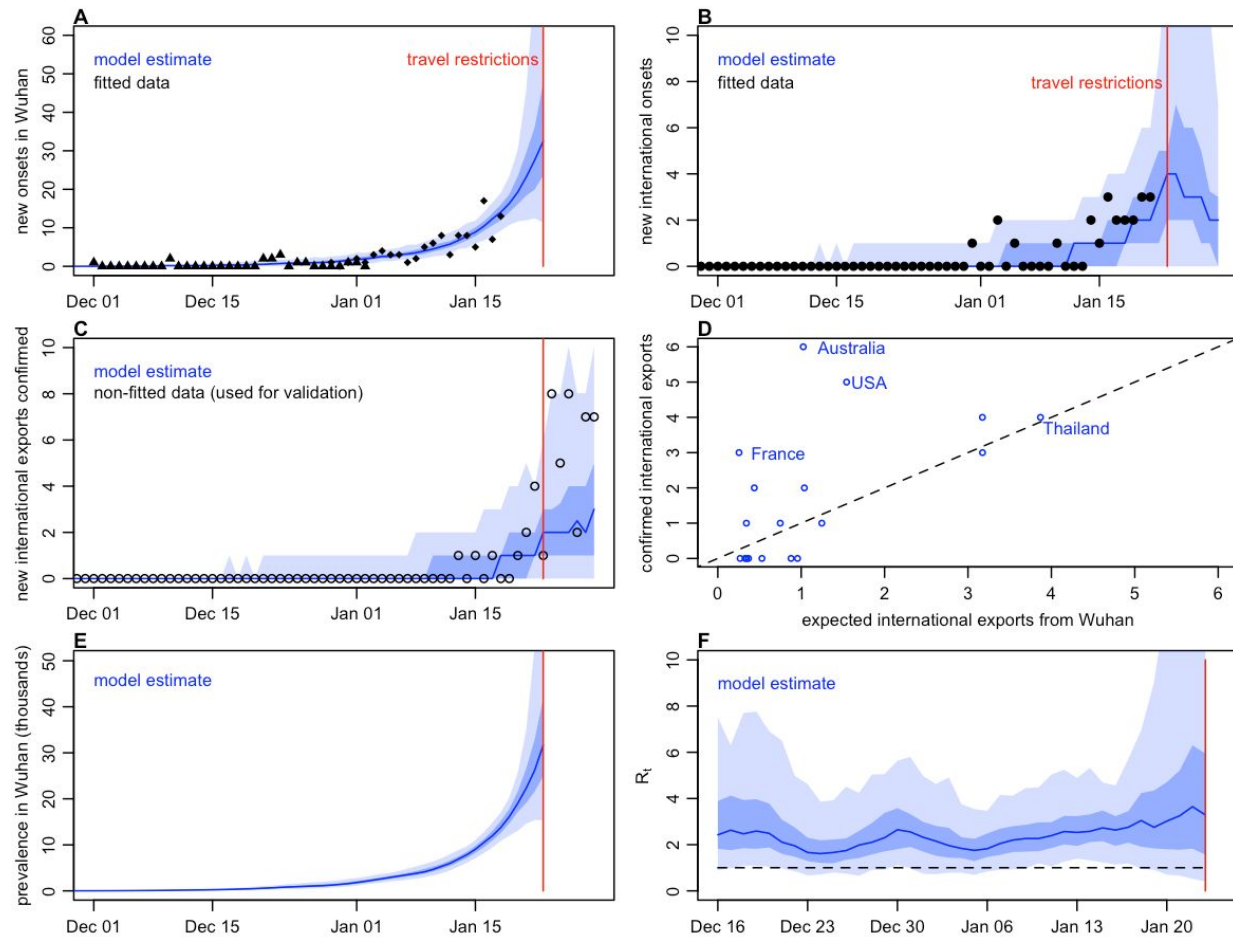 A
new onsets in Wuhan
60
50
40
30
20
10
0
model estimate
fitted data
travel restrictions
Dec 01 Dec 15 Jan 01 Jan 15
B
new international onsets
10
8
6
4
2
0
model estimate
fitted data
travel restrictions
Dec 01 Dec 15 Jan 01 Jan 15
C
new international exports confirmed
10
8
6
4
2
0
model estimate
non-fitted data (used for validation)
Dec 01 Dec 15 Jan 01 Jan 15
D
confirmed international exports
6
5
4
3
2
1
0
Australia
USA
Thailand
France
0 1 2 3 4 5 6
expected international exports from Wuhan
E
prevalence in Wuhan (thousands)
50
40
30
20
10
0
model estimate
Dec 01 Dec 15 Jan 01 Jan 15
F
Rt
10
8
6
4
2
0
model estimate
Dec 16 Dec 23 Dec 30 Jan 06 Jan 13 Jan 20